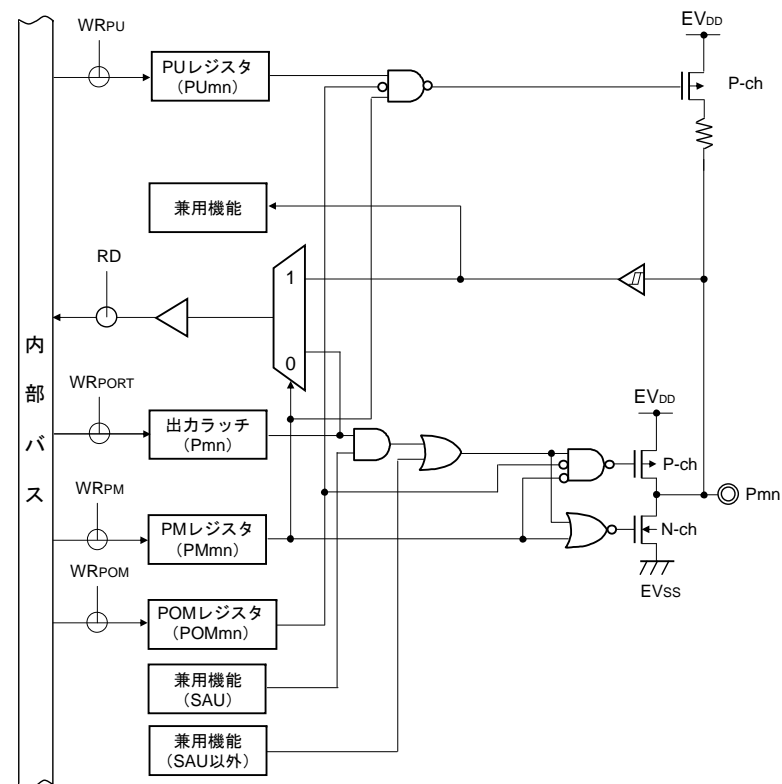 WRPU
PUレジスタ
(PUmn)
EVDD
P-ch
兼用機能
RD
1
0
内部バス
WRPORT
出力ラッチ
(Pmn)
EVDD
P-ch
Pmn
WRPM
PMレジスタ
(PMmn)
N-ch
EVSS
WRPOM
POMレジスタ
(POMmn)
兼用機能
(SAU)
兼用機能
(SAU以外)